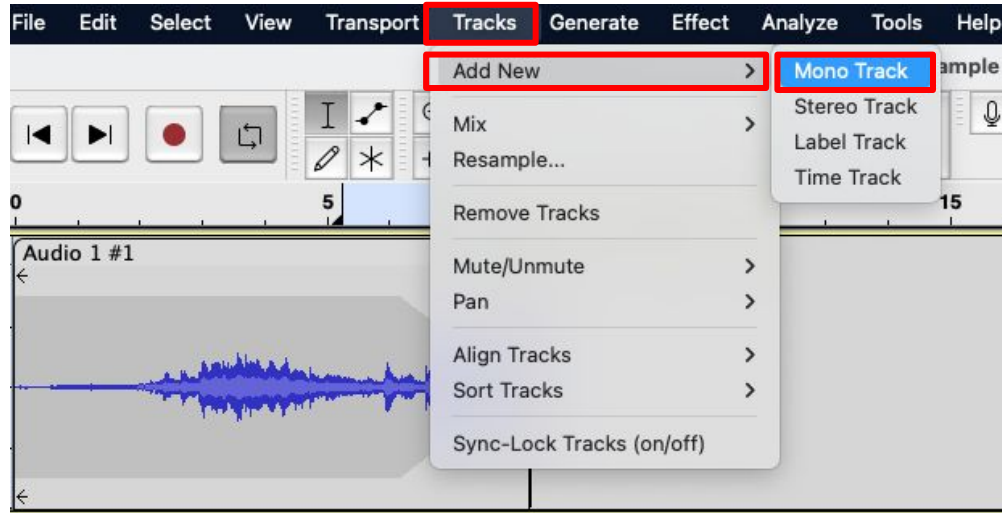 File Edit Select View Transport Tracks Generate Effect Analyze Tools Help
Add New
Mono Track
ample
Mix
Stereo Track
Resample...
Label Track
Time Track
0 5 15
Remove Tracks
Audio 1 #1
Mute/Unmute
Pan
Align Tracks
Sort Tracks
Sync-Lock Tracks (on/off)